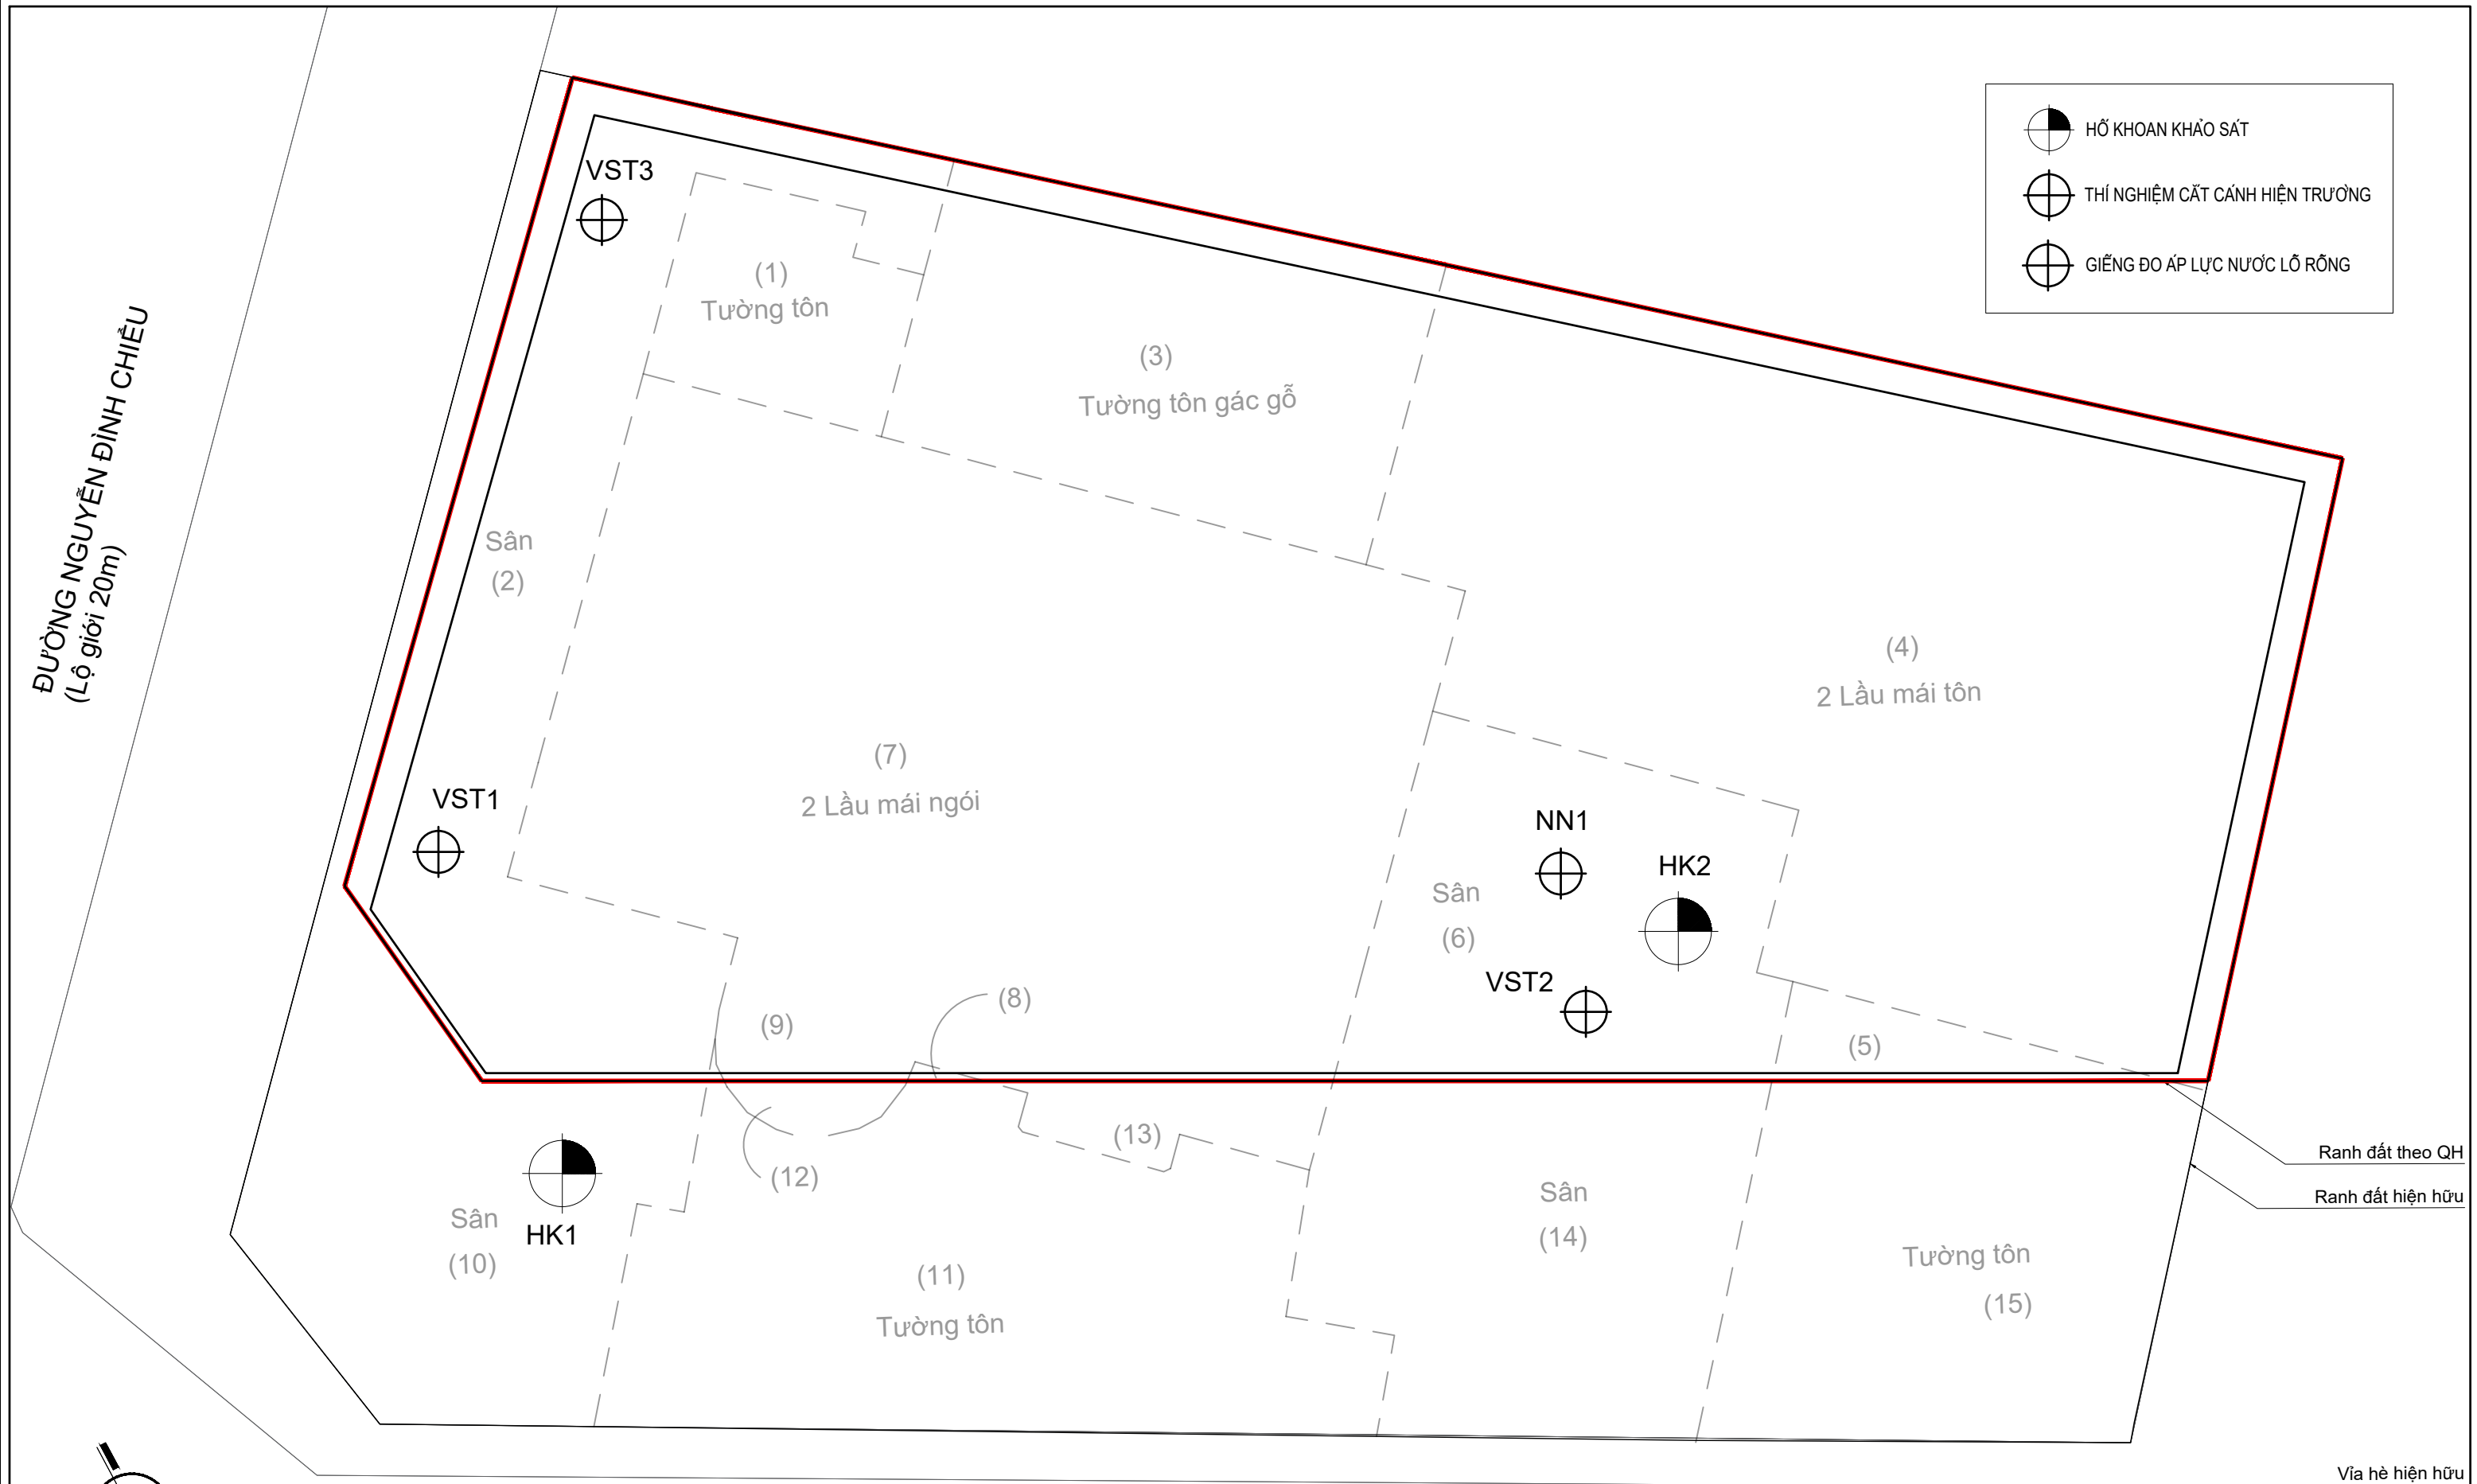 HỐ KHOAN KHẢO SÁT
THÍ NGHIỆM CẮT CÁNH HIỆN TRƯỜNG
GIẾNG ĐO ÁP LỰC NƯỚC LỖ RỖNG
VST3
(1)
Tường tôn
(3)
Tường tôn gác gỗ
ĐƯỜNG NGUYỄN ĐÌNH CHIỂU
(Lộ giới 20m)
Sân
(2)
(4)
2 Lầu mái tôn
(7)
2 Lầu mái ngói
VST1
NN1
HK2
Sân
(6)
VST2
(8)
(9)
(5)
(13)
(12)
Ranh đất theo QH
Ranh đất hiện hữu
Sân
(10)
HK1
Sân
(14)
(11)
Tường tôn
Tường tôn
(15)
Vỉa hè hiện hữu